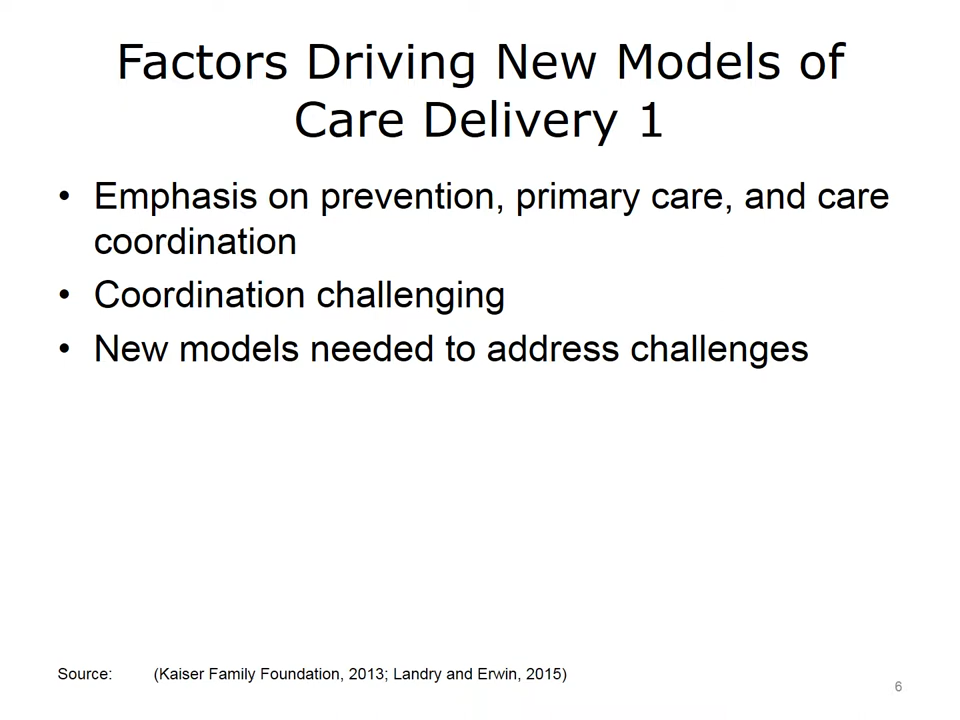 Factors Driving New Models of
Care Delivery 1
• Emphasis on prevention, primary care, and care
coordination
• Coordination challenging
• New models needed to address challenges
Source: (Kaiser Family Foundation, 2013; Landry and Erwin, 2015)
6